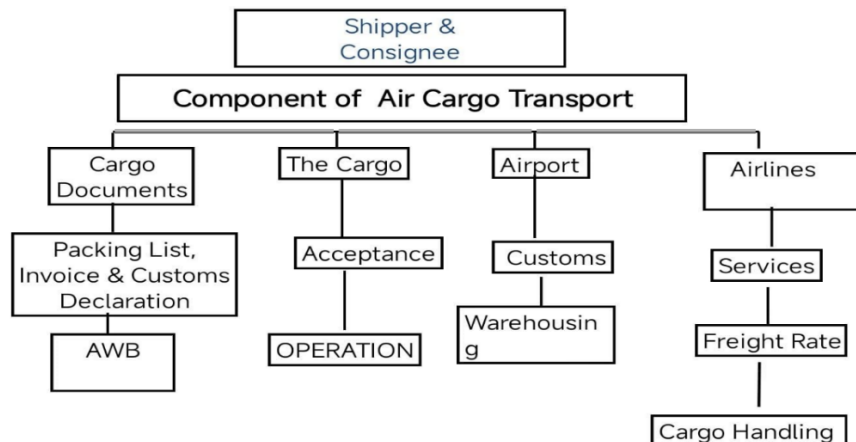 Shipper &
Consignee
Component of Air Cargo Transport
Cargo
Documents
The Cargo
Airport
Airlines
Packing List,
Invoice & Customs
Declaration
Acceptance
Customs
Services
AWB
OPERATION
Warehousin
g
Freight Rate
Cargo Handling